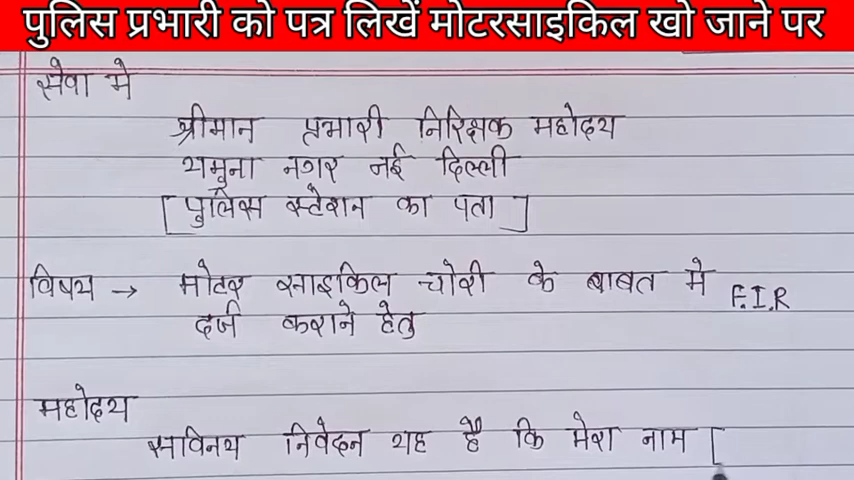 पुलिस प्रभारी को पत्र लिखें मोटरसाइकिल खो जाने पर
सेवा मे
श्रीमान प्रभारी निरिक्षक महोदय
यमुना नगर नई दिल्ली
[ पुलिस स्टेशन का पता ]
विषय → मोटर साइकिल चोरी के बाबत मे F.I.R
दर्ज कराने हेतु
महोदय
सविनय निवेदन यह है कि मेरा नाम [